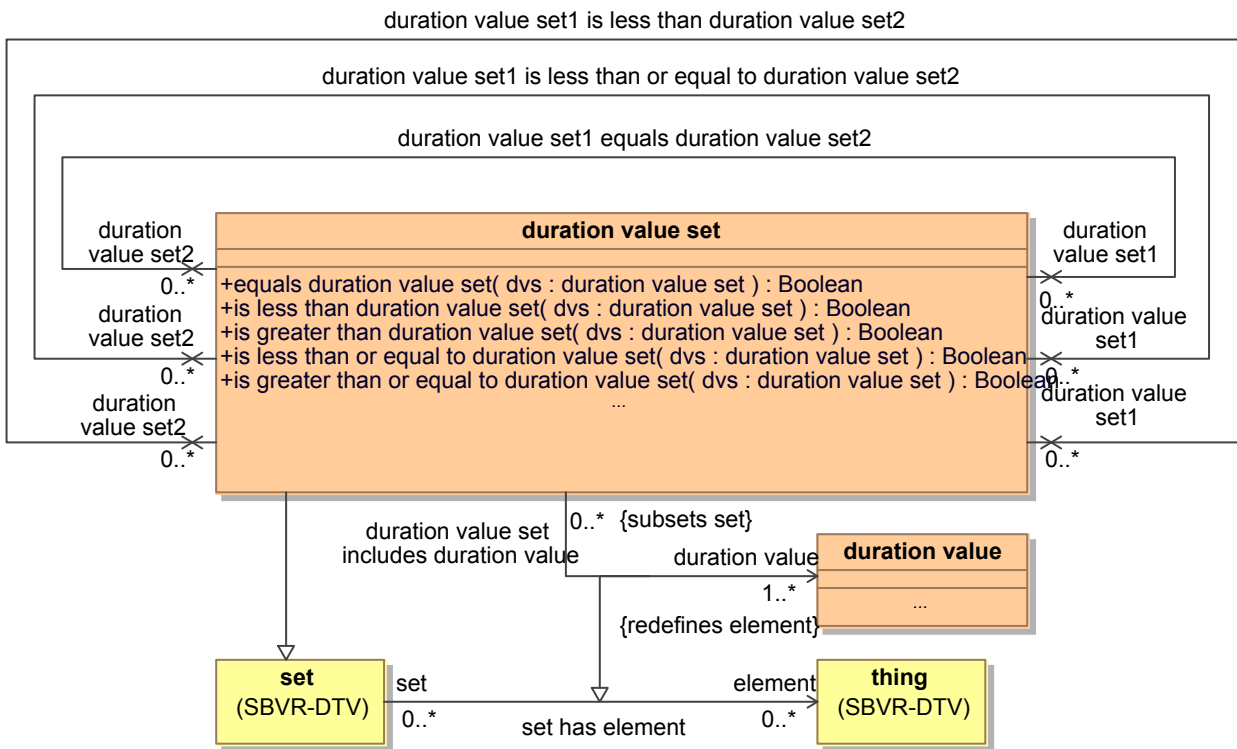 duration value set1 is less than duration value set2
duration value set1 is less than or equal to duration value set2
duration value set1 equals duration value set2
duration
value set2
0..*
duration
value set2
0..*
duration
value set2
0..*
duration value set
+equals duration value set( dvs : duration value set ) : Boolean
+is less than duration value set( dvs : duration value set ) : Boolean
+is greater than duration value set( dvs : duration value set ) : Boolean
+is less than or equal to duration value set( dvs : duration value set ) : Boolean
+is greater than or equal to duration value set( dvs : duration value set ) : Boolean
...
duration
value set1
0..*
duration value
set1
0..*
duration value
set1
0..*
duration value set
includes duration value
0..*
{subsets set}
duration value
1..*
{redefines element}
duration value
...
set
(SBVR-DTV)
set
0..*
set has element
element
0..*
thing
(SBVR-DTV)